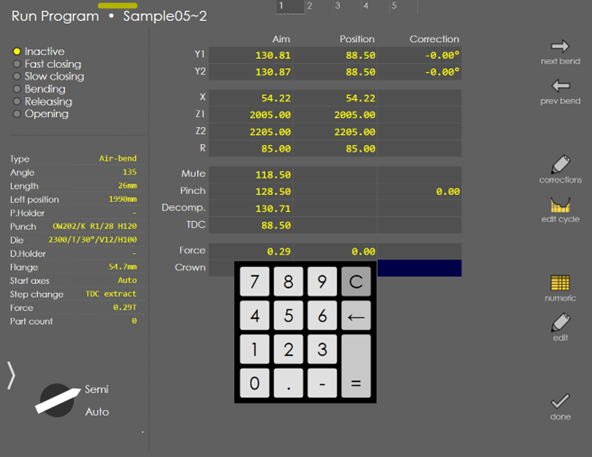 1 2 3 4 5
Run Program • Sample05~2
Aim Position Correction
Inactive
Fast closing
Slow closing
Bending
Releasing
Opening
Y1 130.81 88.50 -0.00°
Y2 130.87 88.50 -0.00°
X 54.22 54.22
Z1 2005.00 2005.00
Z2 2205.00 2205.00
R 85.00 85.00
Mute 118.50
Pinch 128.50 0.00
Decomp. 130.71
TDC 88.50
Force 0.29 0.00
Crown
Type Air-bend
Angle 135
Length 26mm
Left position 1990mm
P.Holder -
Punch OW202/K R1/28 H120
Die 2300/T/30°/V12/H100
D.Holder -
Flange 54.7mm
Start axes Auto
Step change TDC extract
Force 0.29T
Part count 0
Semi
Auto
7 8 9 C
4 5 6 ←
1 2 3
0 . - =
next bend
prev bend
corrections
edit cycle
numeric
edit
done